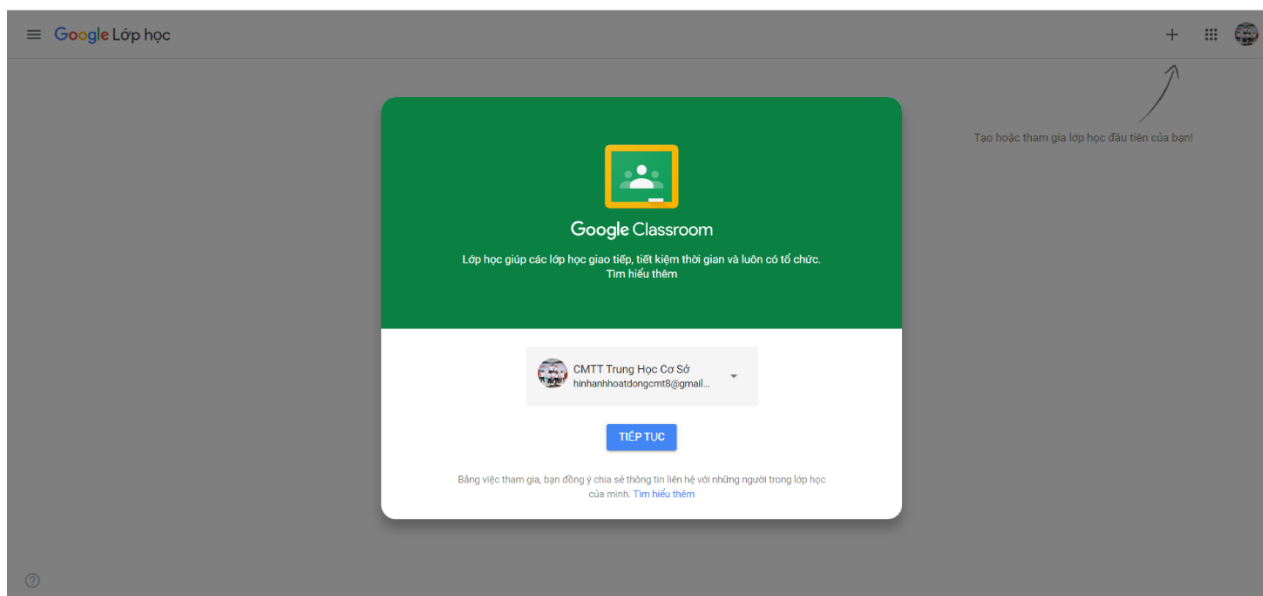 Google Lớp học
Tạo hoặc tham gia lớp học đầu tiên của bạn!
Google Classroom
Lớp học giúp các lớp học giao tiếp, tiết kiệm thời gian và luôn có tổ chức.
Tìm hiểu thêm
CMTT Trung Học Cơ Sở
hinhanhhoatdongcmt8@gmail...
TIẾP TỤC
Bằng việc tham gia, bạn đồng ý chia sẻ thông tin liên hệ với những người trong lớp học
của mình. Tìm hiểu thêm